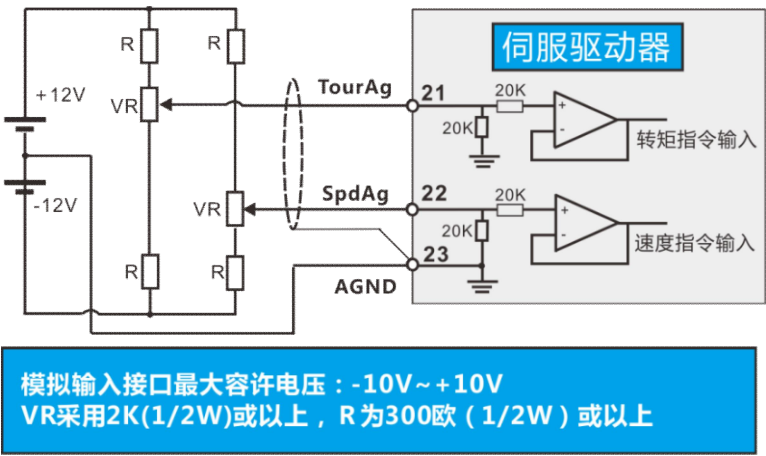 R
R
伺服驱动器
+12V
VR
TourAg
21
20K
20K
+
-
转矩指令输入
-12V
VR
SpdAg
22
20K
20K
+
-
速度指令输入
R
R
23
AGND
模拟输入接口最大容许电压：-10V~+10V
VR采用2K(1/2W)或以上，R为300欧（1/2W）或以上